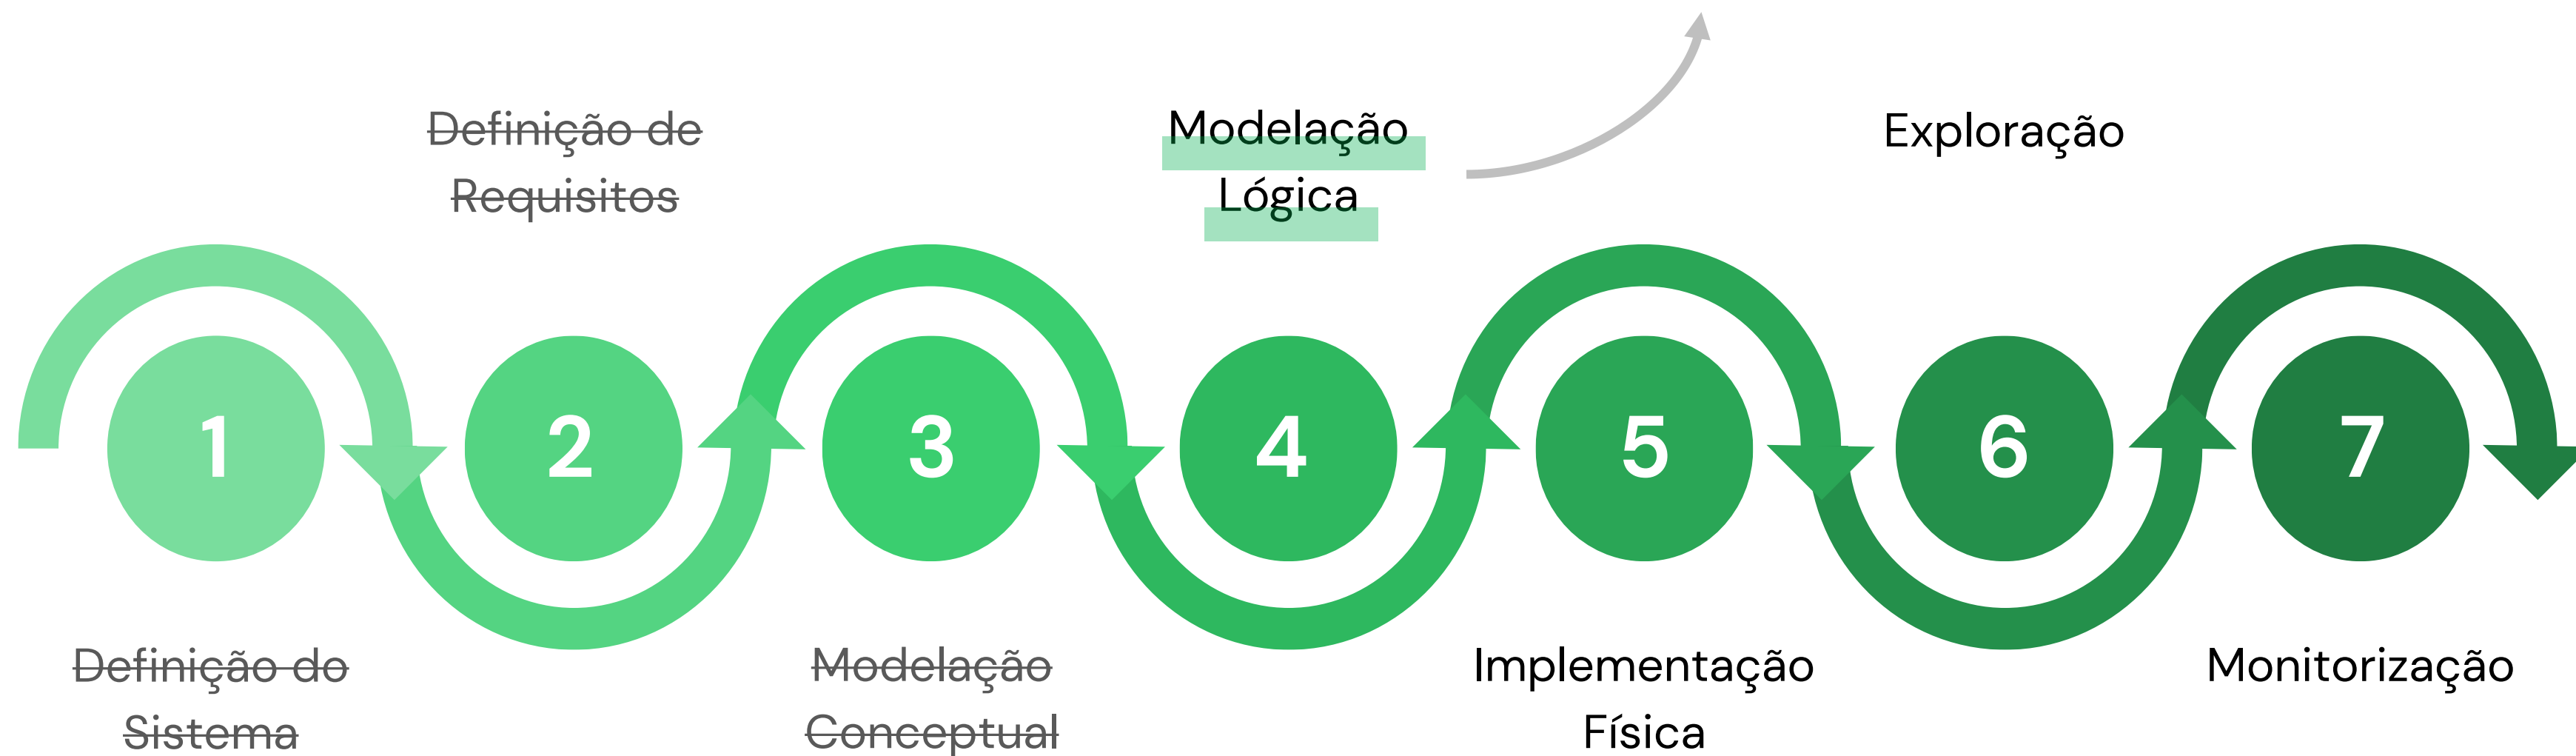 Definição de
Requisitos
Modelação
Lógica
Exploração
1
2
3
4
5
6
7
Definição do
Sistema
Modelação
Conceptual
Implementação
Física
Monitorização